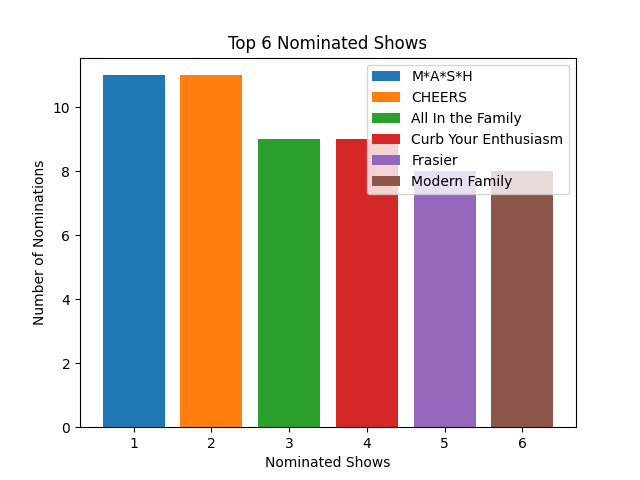 Top 6 Nominated Shows
M*A*S*H
CHEERS
All In the Family
Curb Your Enthusiasm
Frasier
Modern Family
10
8
6
4
2
0
Number of Nominations
1 2 3 4 5 6
Nominated Shows